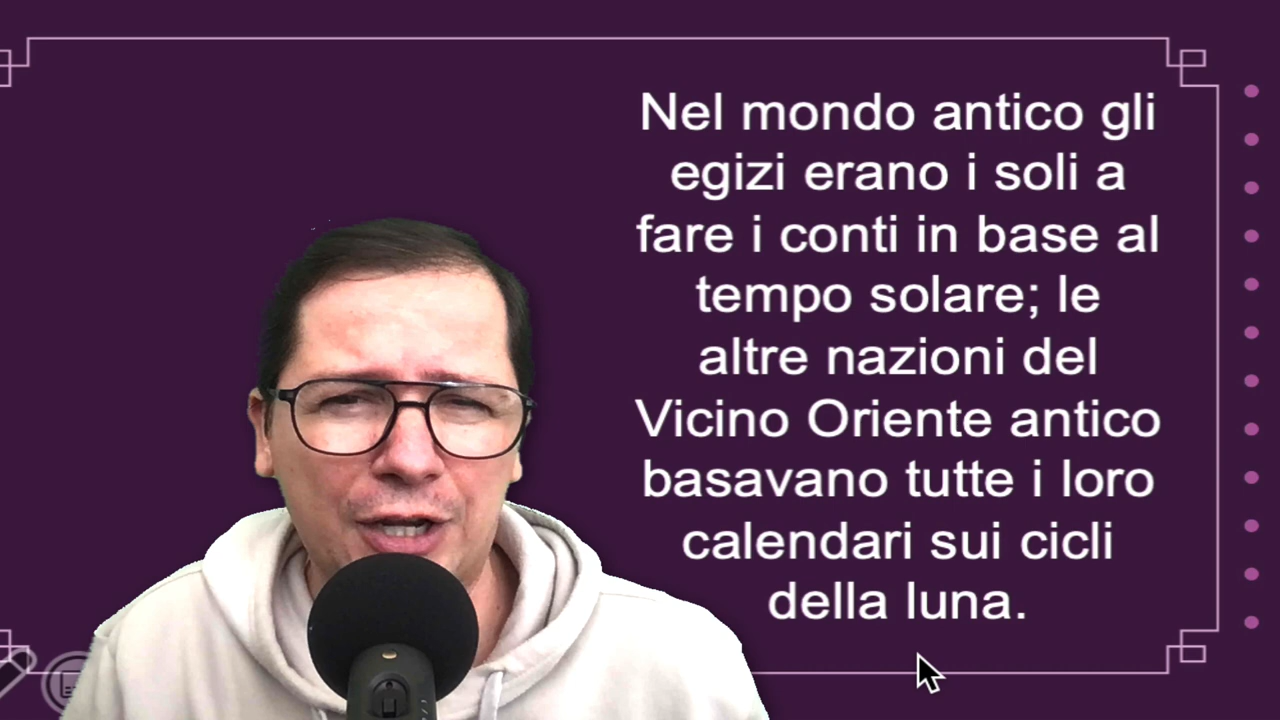 Nel mondo antico gli
egizi erano i soli a
fare i conti in base al
tempo solare; le
altre nazioni del
Vicino Oriente antico
basavano tutte i loro
calendari sui cicli
della luna.